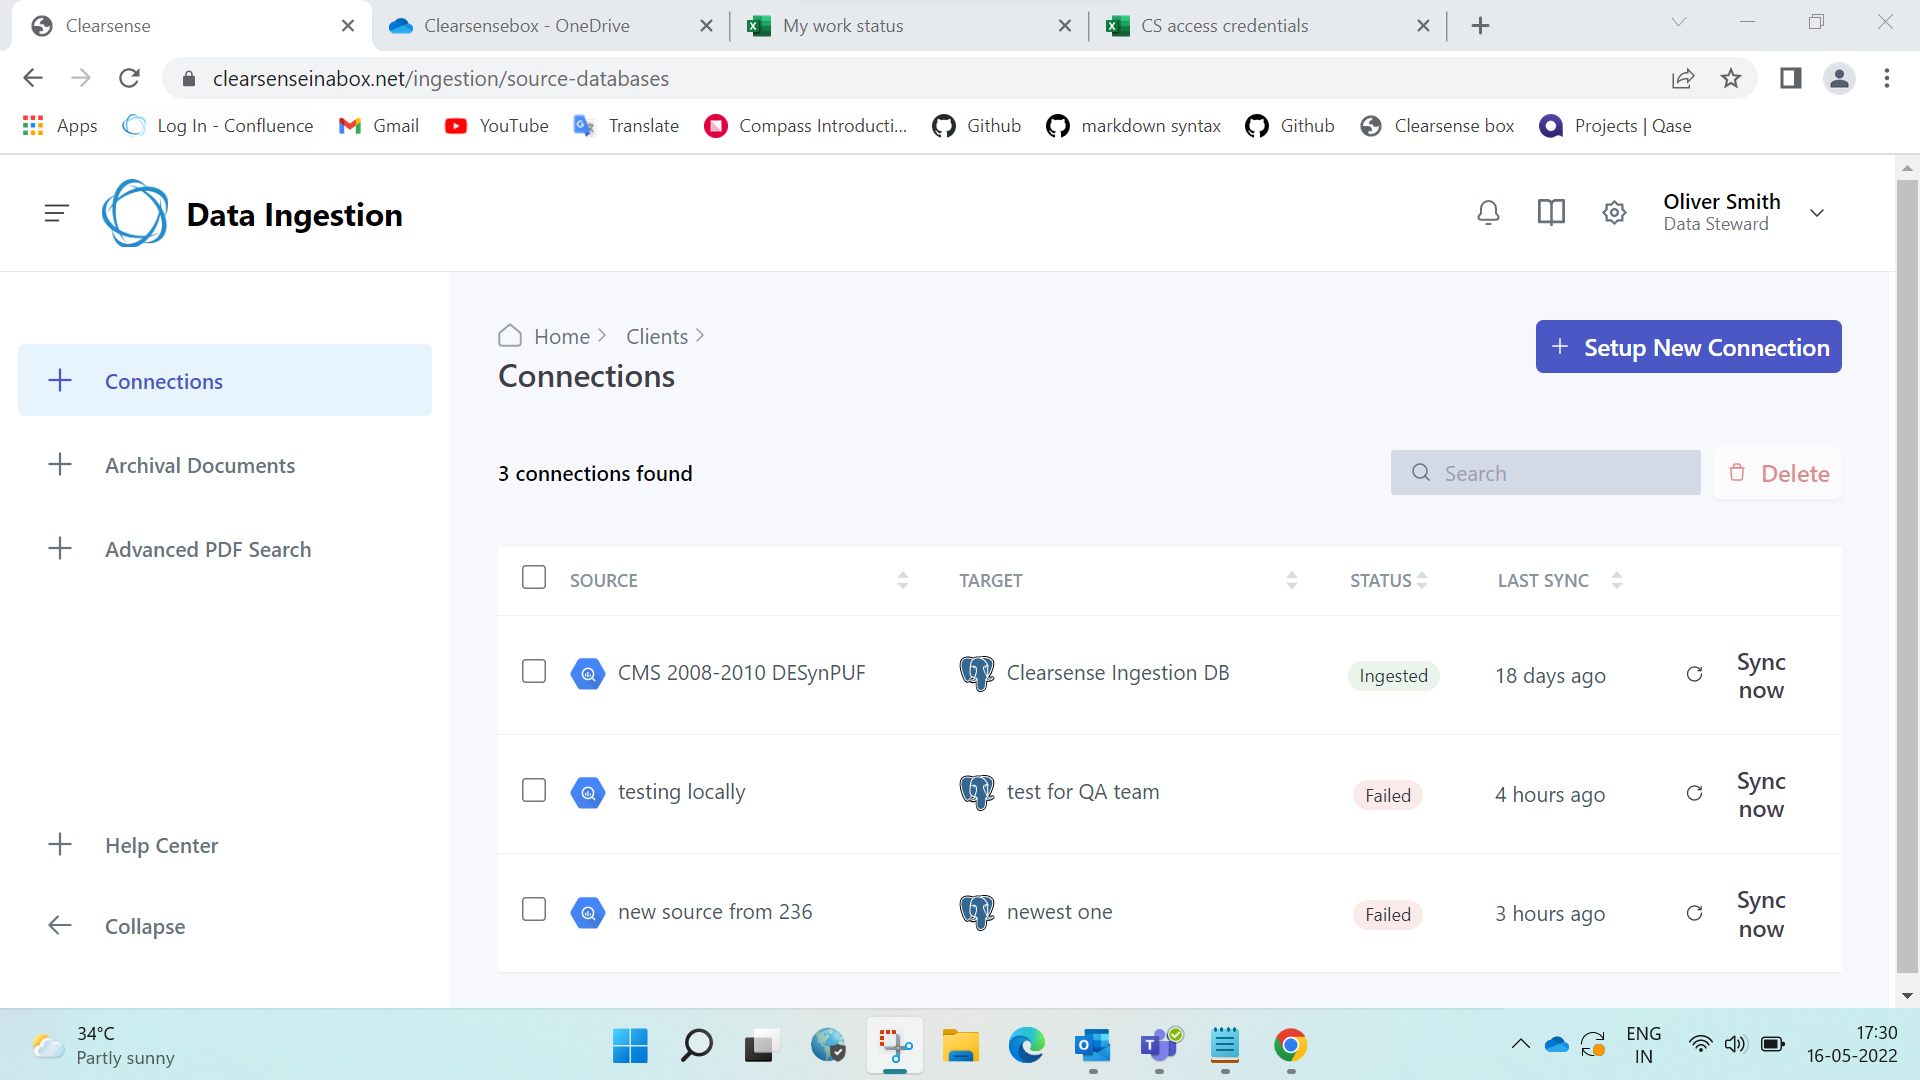 Clearsense
Clearsensebox - OneDrive
My work status
CS access credentials
clearsenseinabox.net/ingestion/source-databases
Apps
Log In - Confluence
Gmail
YouTube
Translate
Compass Introducti...
Github
markdown syntax
Github
Clearsense box
Projects | Qase
Data Ingestion
Oliver Smith
Data Steward
Connections
Archival Documents
Advanced PDF Search
Help Center
Collapse
Home
Clients
Connections
Setup New Connection
3 connections found
Search
Delete
SOURCE TARGET STATUS LAST SYNC
CMS 2008-2010 DESynPUF Clearsense Ingestion DB Ingested 18 days ago Sync
now
testing locally test for QA team Failed 4 hours ago Sync
now
new source from 236 newest one Failed 3 hours ago Sync
now
34°C
Partly sunny
ENG
IN
17:30
16-05-2022